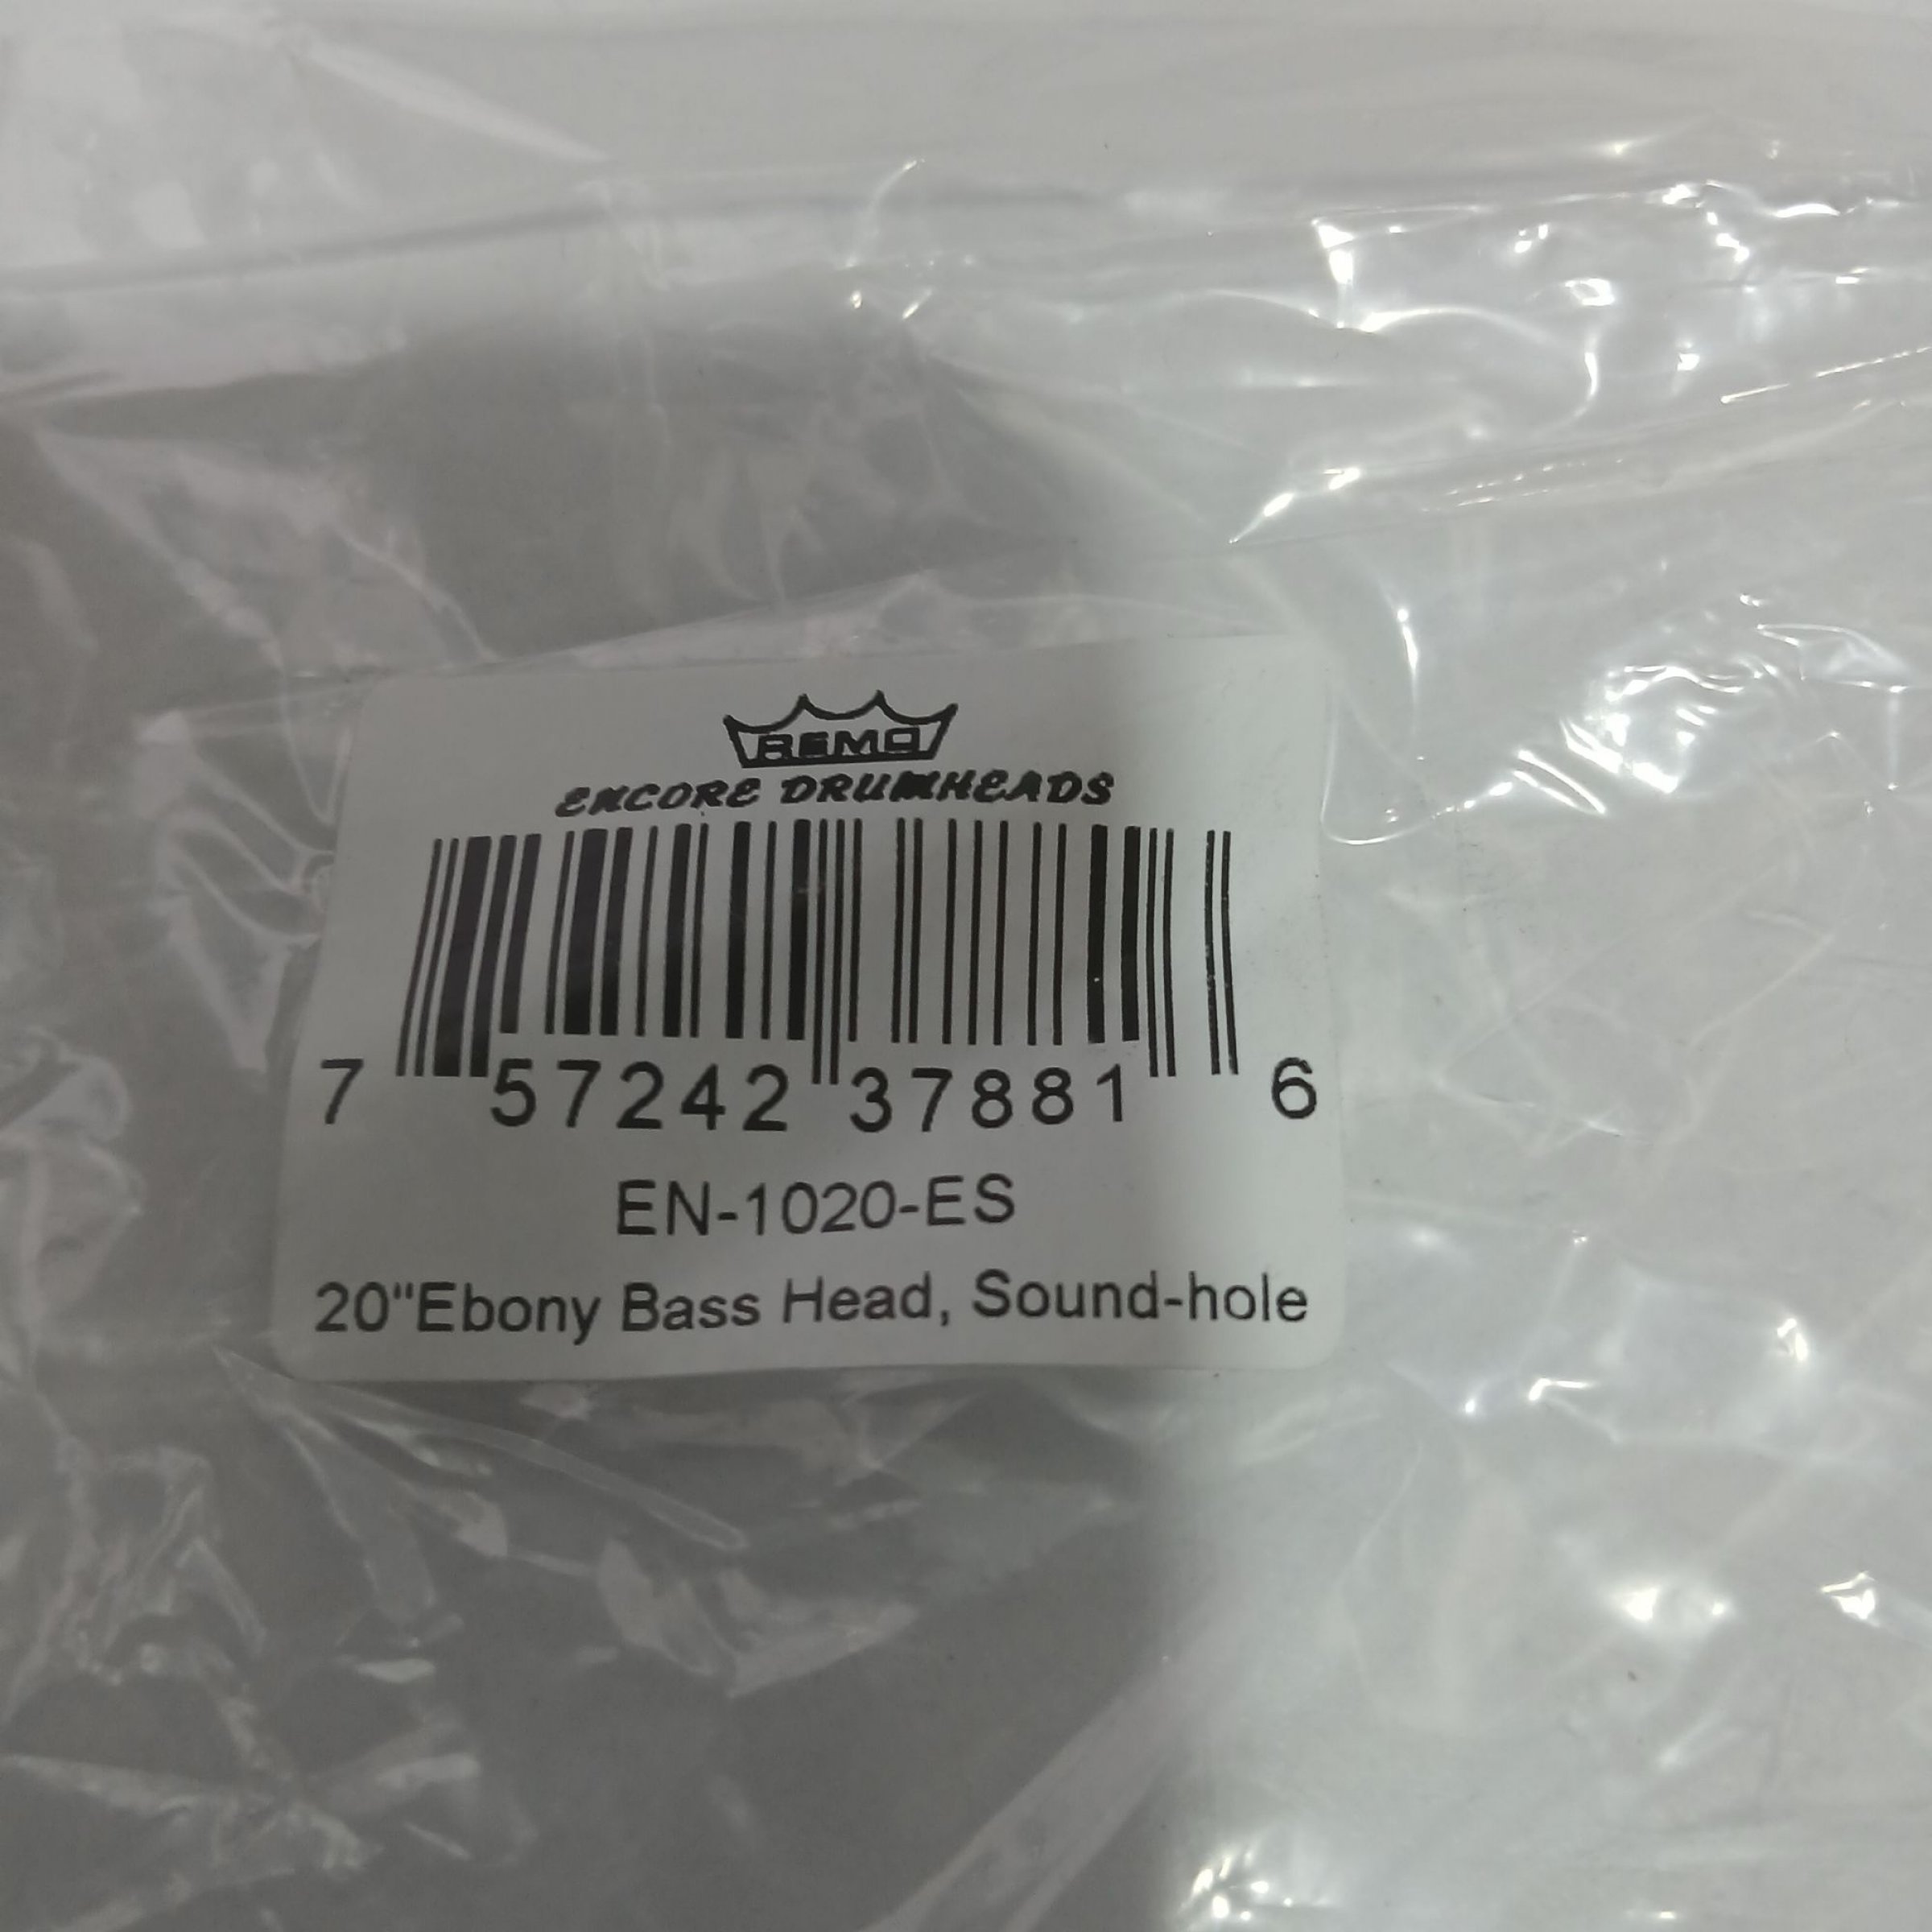 REMO
ENCORE DRUMHEADS
7 57242 37881 6
EN-1020-ES
20"Ebony Bass Head, Sound-hole